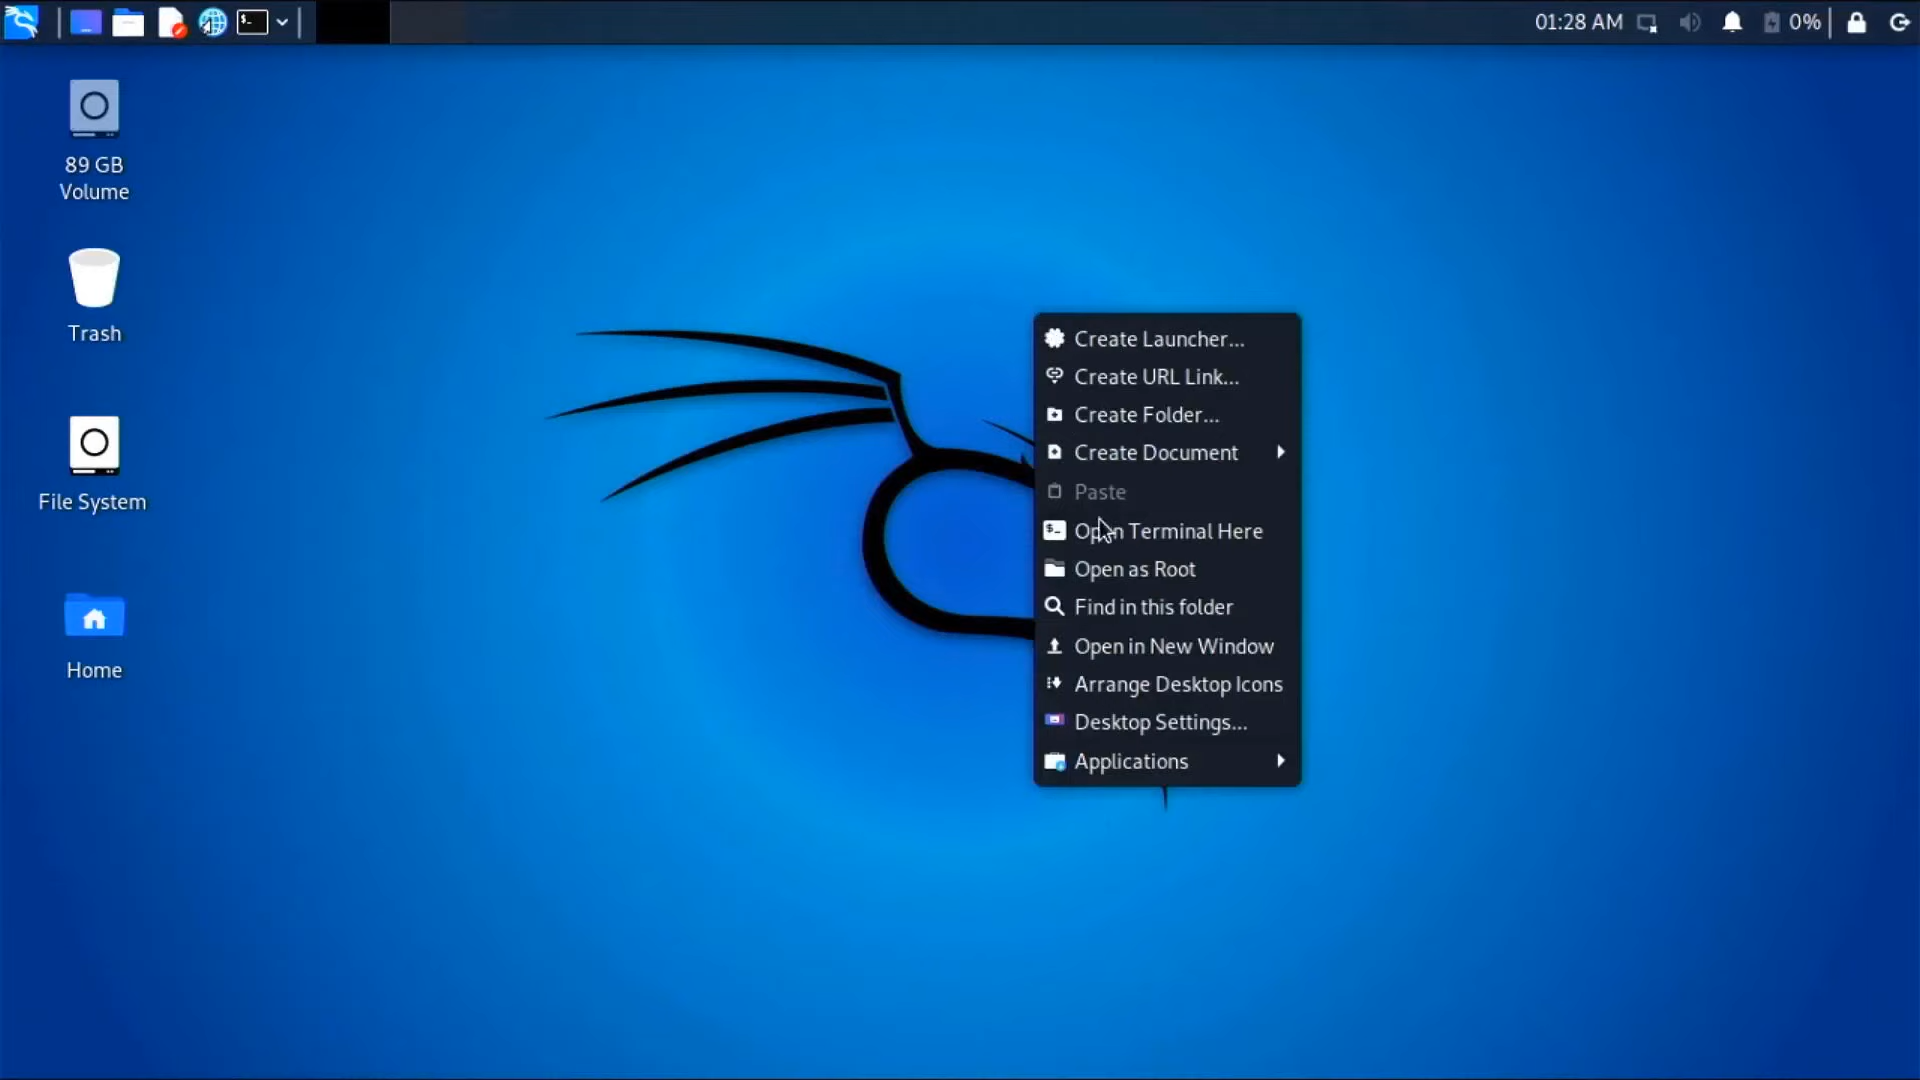 01:28 AM
0%
89 GB
Volume
Trash
File System
Home
Create Launcher...
Create URL Link...
Create Folder...
Create Document
Paste
Open Terminal Here
Open as Root
Find in this folder
Open in New Window
Arrange Desktop Icons
Desktop Settings...
Applications